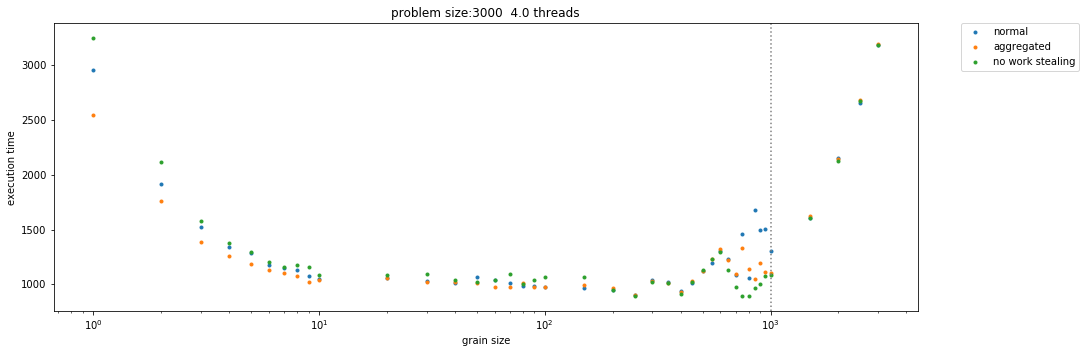 problem size:3000  4.0 threads
normal
aggregated
no work stealing
execution time
3000
2500
2000
1500
1000
10⁰
10¹
10²
10³
grain size